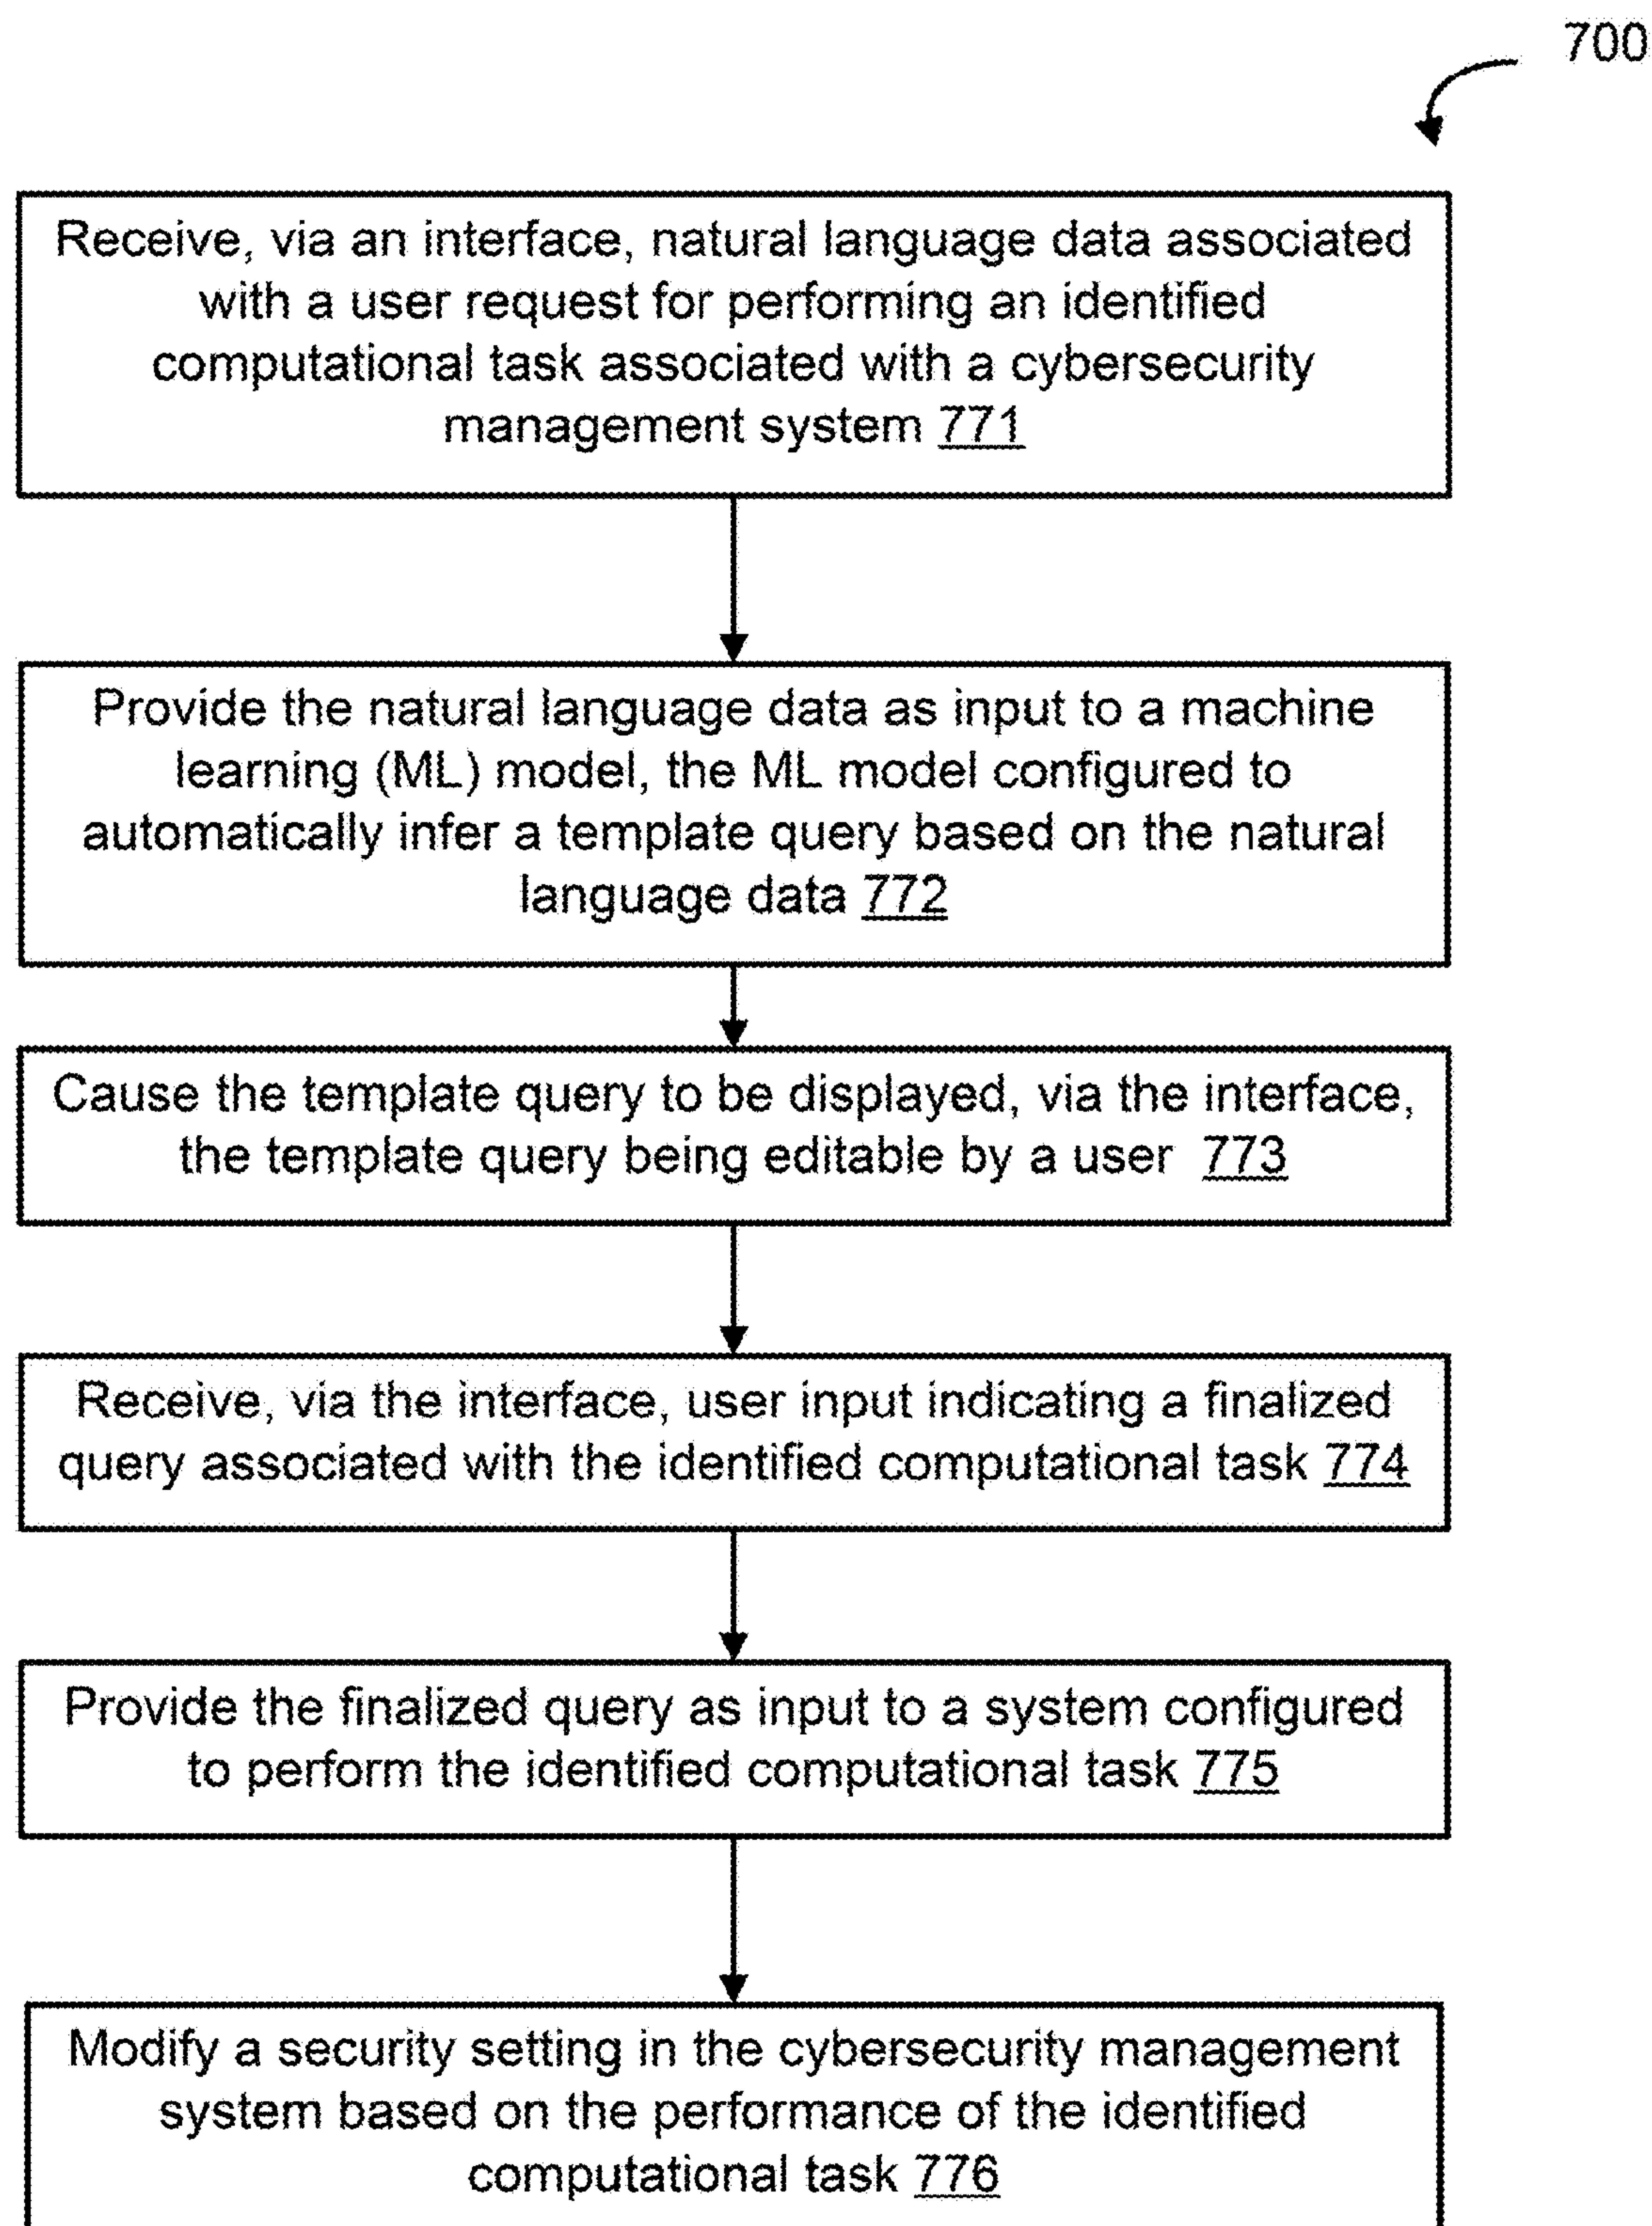 700
Receive, via an interface, natural language data associated
with a user request for performing an identified
computational task associated with a cybersecurity
management system 771
Provide the natural language data as input to a machine
learning (ML) model, the ML model configured to
automatically infer a template query based on the natural
language data 772
Cause the template query to be displayed, via the interface,
the template query being editable by a user 773
Receive, via the interface, user input indicating a finalized
query associated with the identified computational task 774
Provide the finalized query as input to a system configured
to perform the identified computational task 775
Modify a security setting in the cybersecurity management
system based on the performance of the identified
computational task 776